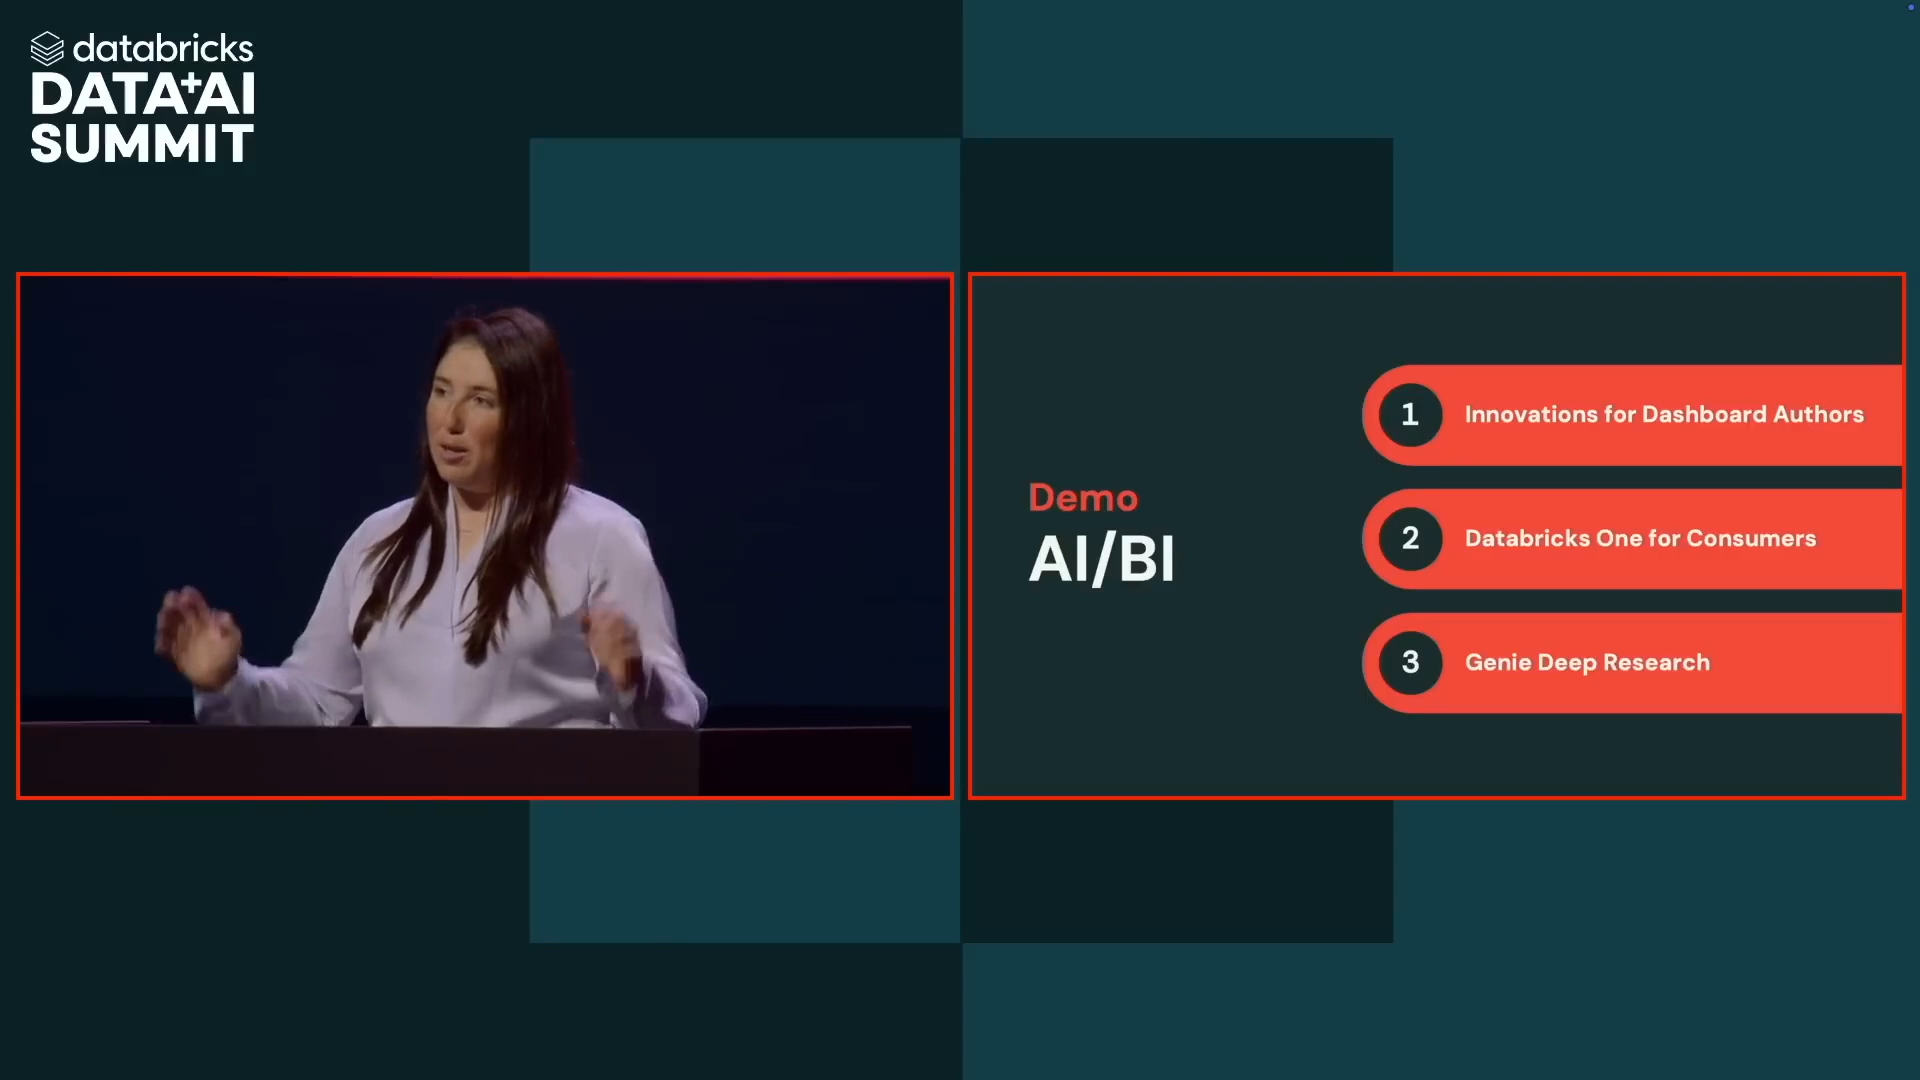 databricks
DATA+AI
SUMMIT
Demo
AI/BI
1 Innovations for Dashboard Authors
2 Databricks One for Consumers
3 Genie Deep Research